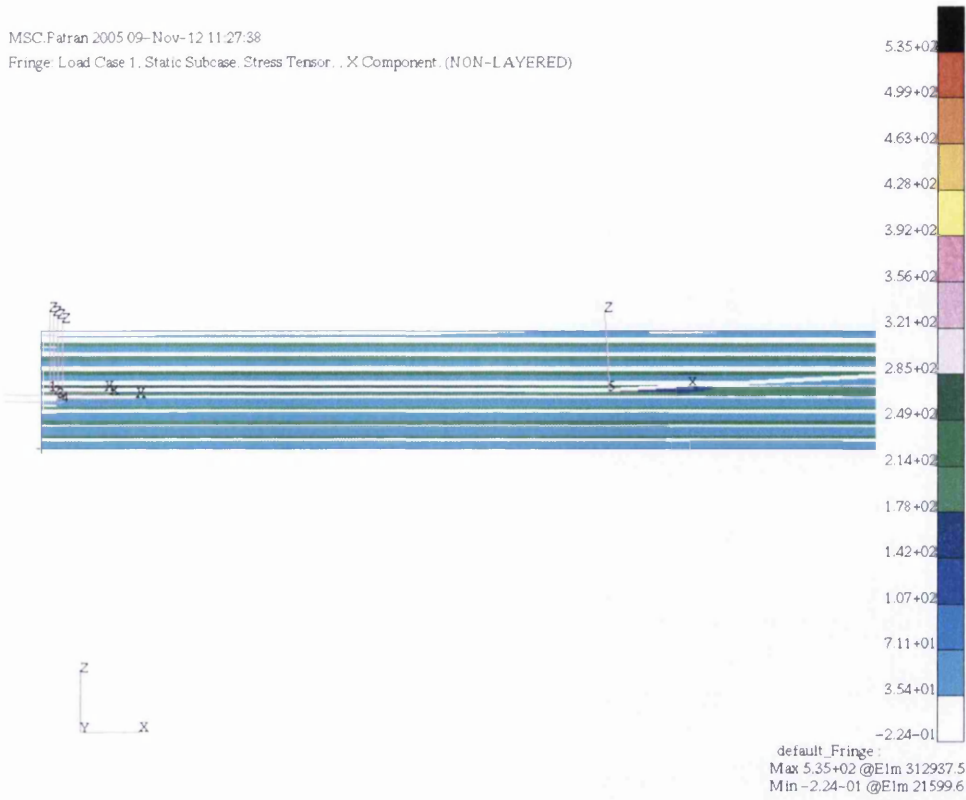 MSC.Patran 2005 09-Nov-12 11:27:38
Fringe: Load Case 1, Static Subcase, Stress Tensor, , X Component, (NON-LAYERED)
5.35+02
4.99+02
4.63+02
4.28+02
3.92+02
3.56+02
3.21+02
2.85+02
2.49+02
2.14+02
1.78+02
1.42+02
1.07+02
7.11+01
3.54+01
-2.24-01
Z
X
X
Z
5
X
Z
Y X
default_Fringe :
Max 5.35+02 @Elm 312937.5
Min -2.24-01 @Elm 21599.6